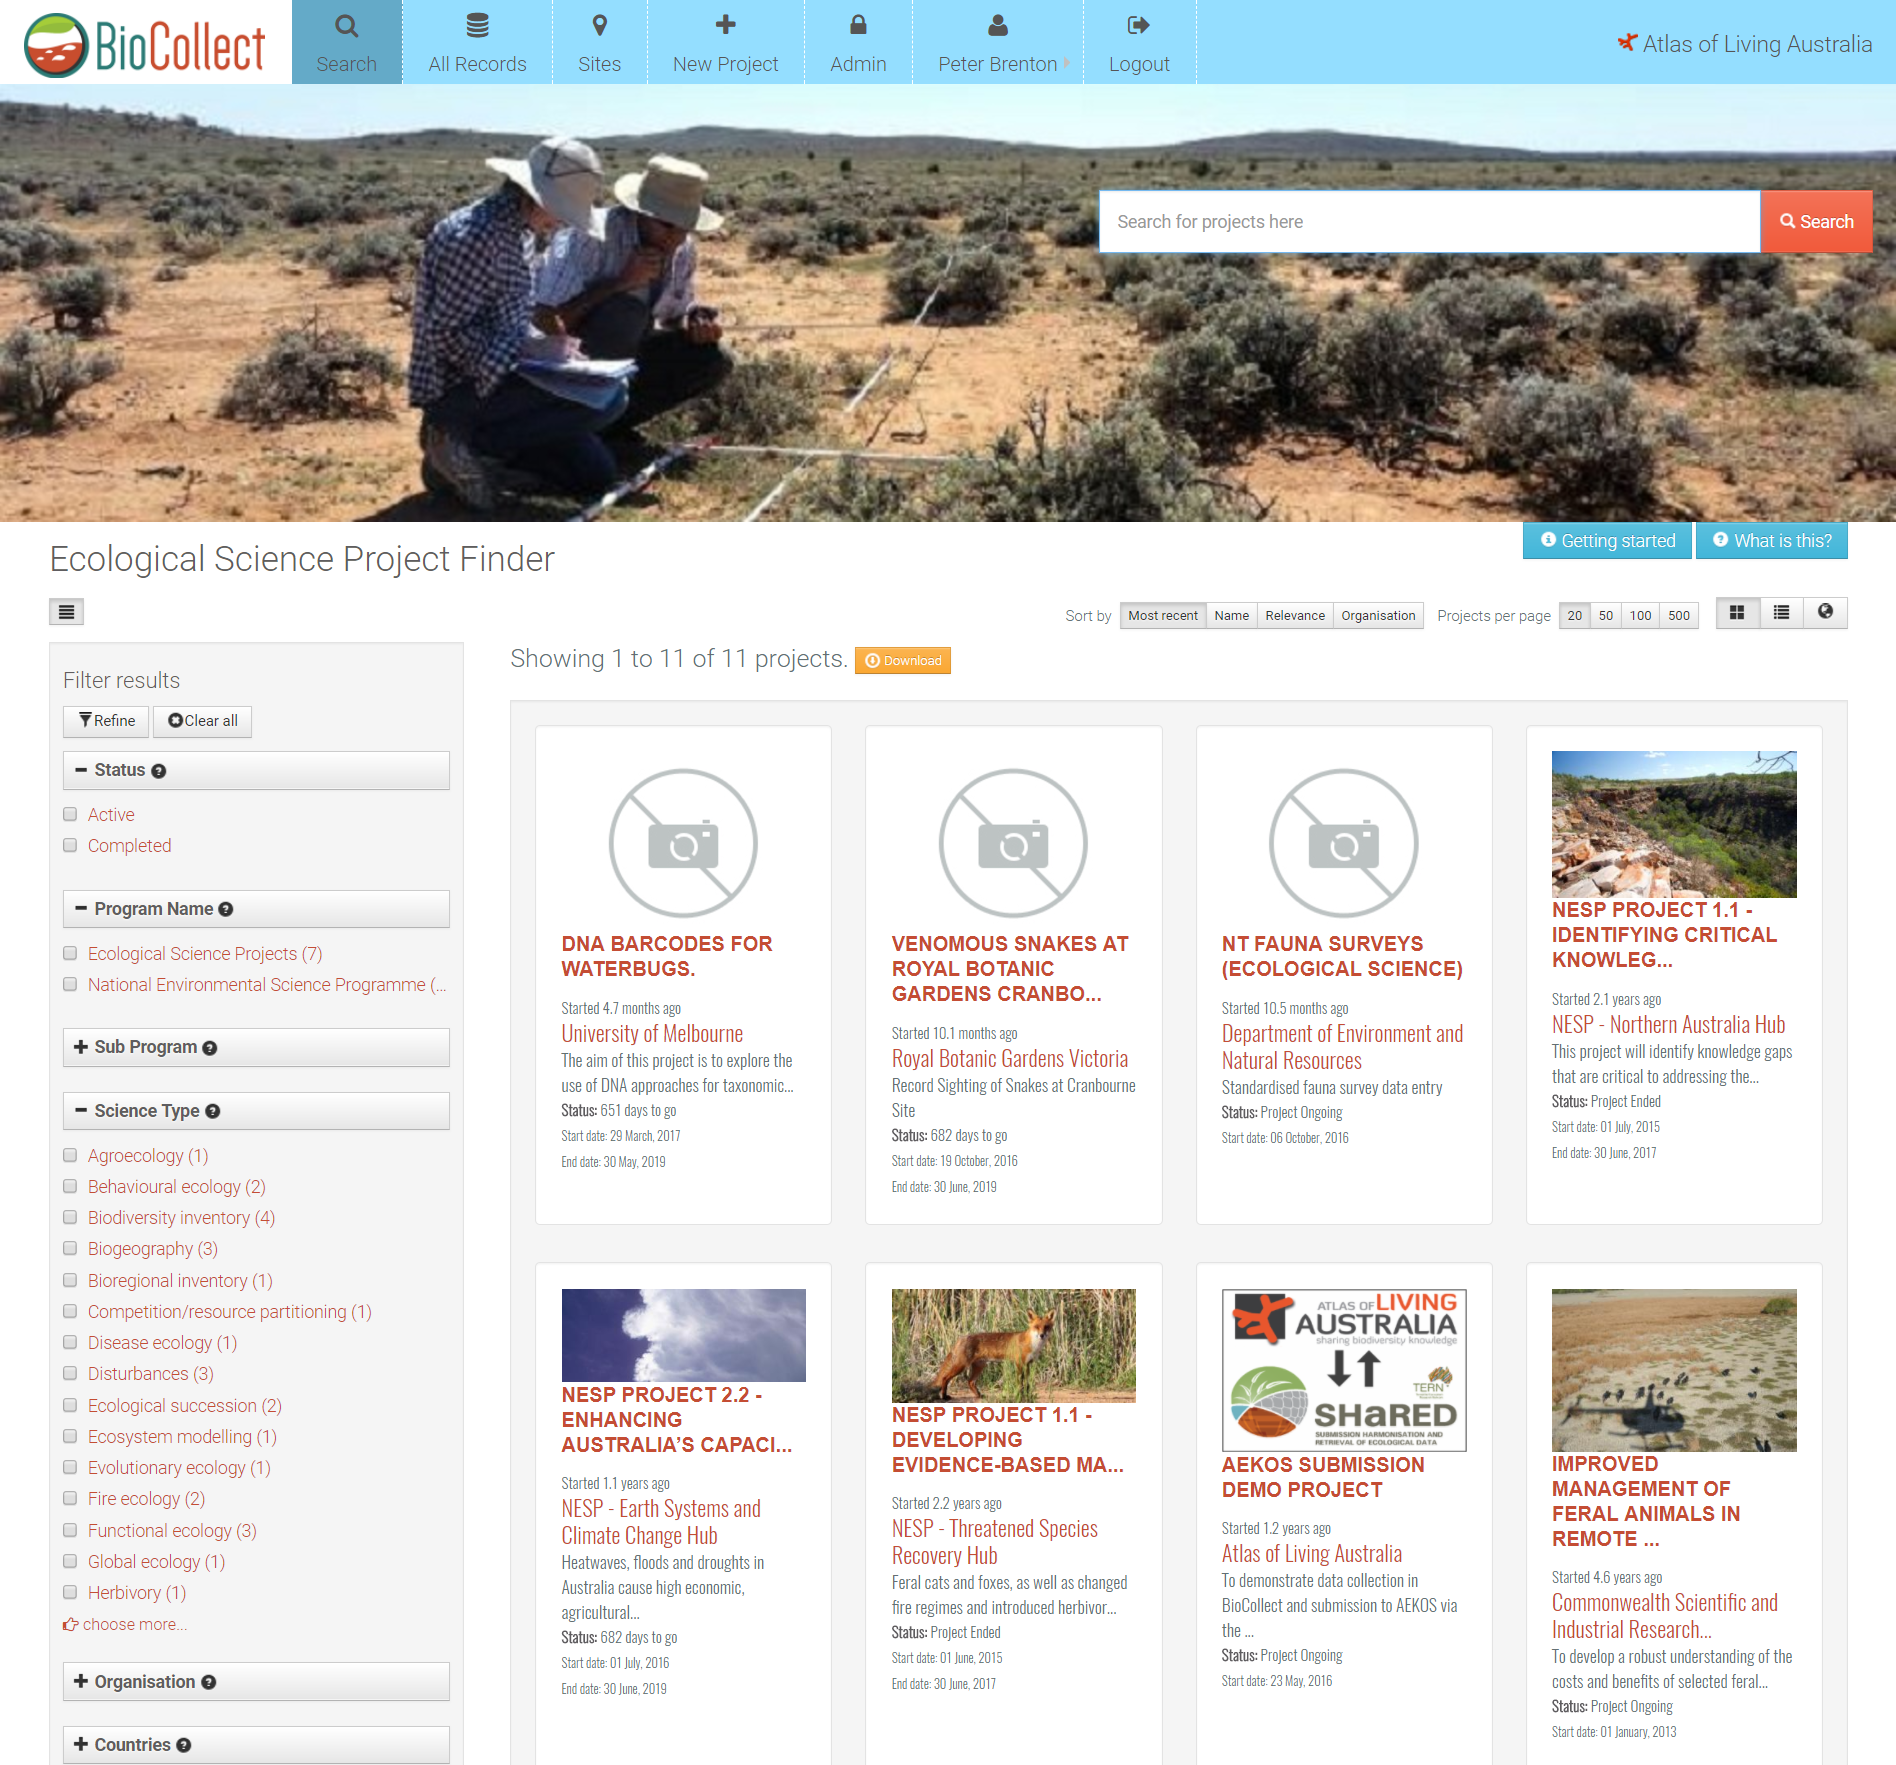 BioCollect
Search
All Records
Sites
New Project
Admin
Peter Brenton
Logout
Atlas of Living Australia
Search for projects here
Search
Getting started
What is this?
Ecological Science Project Finder
Sort by
Most recent
Name
Relevance
Organisation
Projects per page
20
50
100
500
Showing 1 to 11 of 11 projects.
Download
Filter results
Refine
Clear all
Status
Active
Completed
Program Name
Ecological Science Projects (7)
National Environmental Science Programme (...
Sub Program
Science Type
Agroecology (1)
Behavioural ecology (2)
Biodiversity inventory (4)
Biogeography (3)
Bioregional inventory (1)
Competition/resource partitioning (1)
Disease ecology (1)
Disturbances (3)
Ecological succession (2)
Ecosystem modelling (1)
Evolutionary ecology (1)
Fire ecology (2)
Functional ecology (3)
Global ecology (1)
Herbivory (1)
choose more...
Organisation
Countries
DNA BARCODES FOR
WATERBUGS.
Started 4.7 months ago
University of Melbourne
The aim of this project is to explore the
use of DNA approaches for taxonomic...
Status: 651 days to go
Start date: 29 March, 2017
End date: 30 May, 2019
VENOMOUS SNAKES AT
ROYAL BOTANIC
GARDENS CRANBO...
Started 10.1 months ago
Royal Botanic Gardens Victoria
Record Sighting of Snakes at Cranbourne
Site
Status: 682 days to go
Start date: 19 October, 2016
End date: 30 June, 2019
NT FAUNA SURVEYS
(ECOLOGICAL SCIENCE)
Started 10.5 months ago
Department of Environment and
Natural Resources
Standardised fauna survey data entry
Status: Project Ongoing
Start date: 06 October, 2016
NESP PROJECT 1.1 -
IDENTIFYING CRITICAL
KNOWLEG...
Started 2.1 years ago
NESP - Northern Australia Hub
This project will identify knowledge gaps
that are critical to addressing the...
Status: Project Ended
Start date: 01 July, 2015
End date: 30 June, 2017
NESP PROJECT 2.2 -
ENHANCING
AUSTRALIA'S CAPACI...
Started 1.1 years ago
NESP - Earth Systems and
Climate Change Hub
Heatwaves, floods and droughts in
Australia cause high economic,
agricultural...
Status: 682 days to go
Start date: 01 July, 2016
End date: 30 June, 2019
NESP PROJECT 1.1 -
DEVELOPING
EVIDENCE-BASED MA...
Started 2.2 years ago
NESP - Threatened Species
Recovery Hub
Feral cats and foxes, as well as changed
fire regimes and introduced herbivor...
Status: Project Ended
Start date: 01 June, 2015
End date: 30 June, 2017
ATLAS OF LIVING
AUSTRALIA
sharing biodiversity knowledge
TERN
SHaRED
SUBMISSION HARMONISATION AND
RETRIEVAL OF ECOLOGICAL DATA
AEKOS SUBMISSION
DEMO PROJECT
Started 1.2 years ago
Atlas of Living Australia
To demonstrate data collection in
BioCollect and submission to AEKOS via
the ...
Status: Project Ongoing
Start date: 23 May, 2016
IMPROVED
MANAGEMENT OF
FERAL ANIMALS IN
REMOTE ...
Started 4.6 years ago
Commonwealth Scientific and
Industrial Research...
To develop a robust understanding of the
costs and benefits of selected feral...
Status: Project Ongoing
Start date: 01 January, 2013